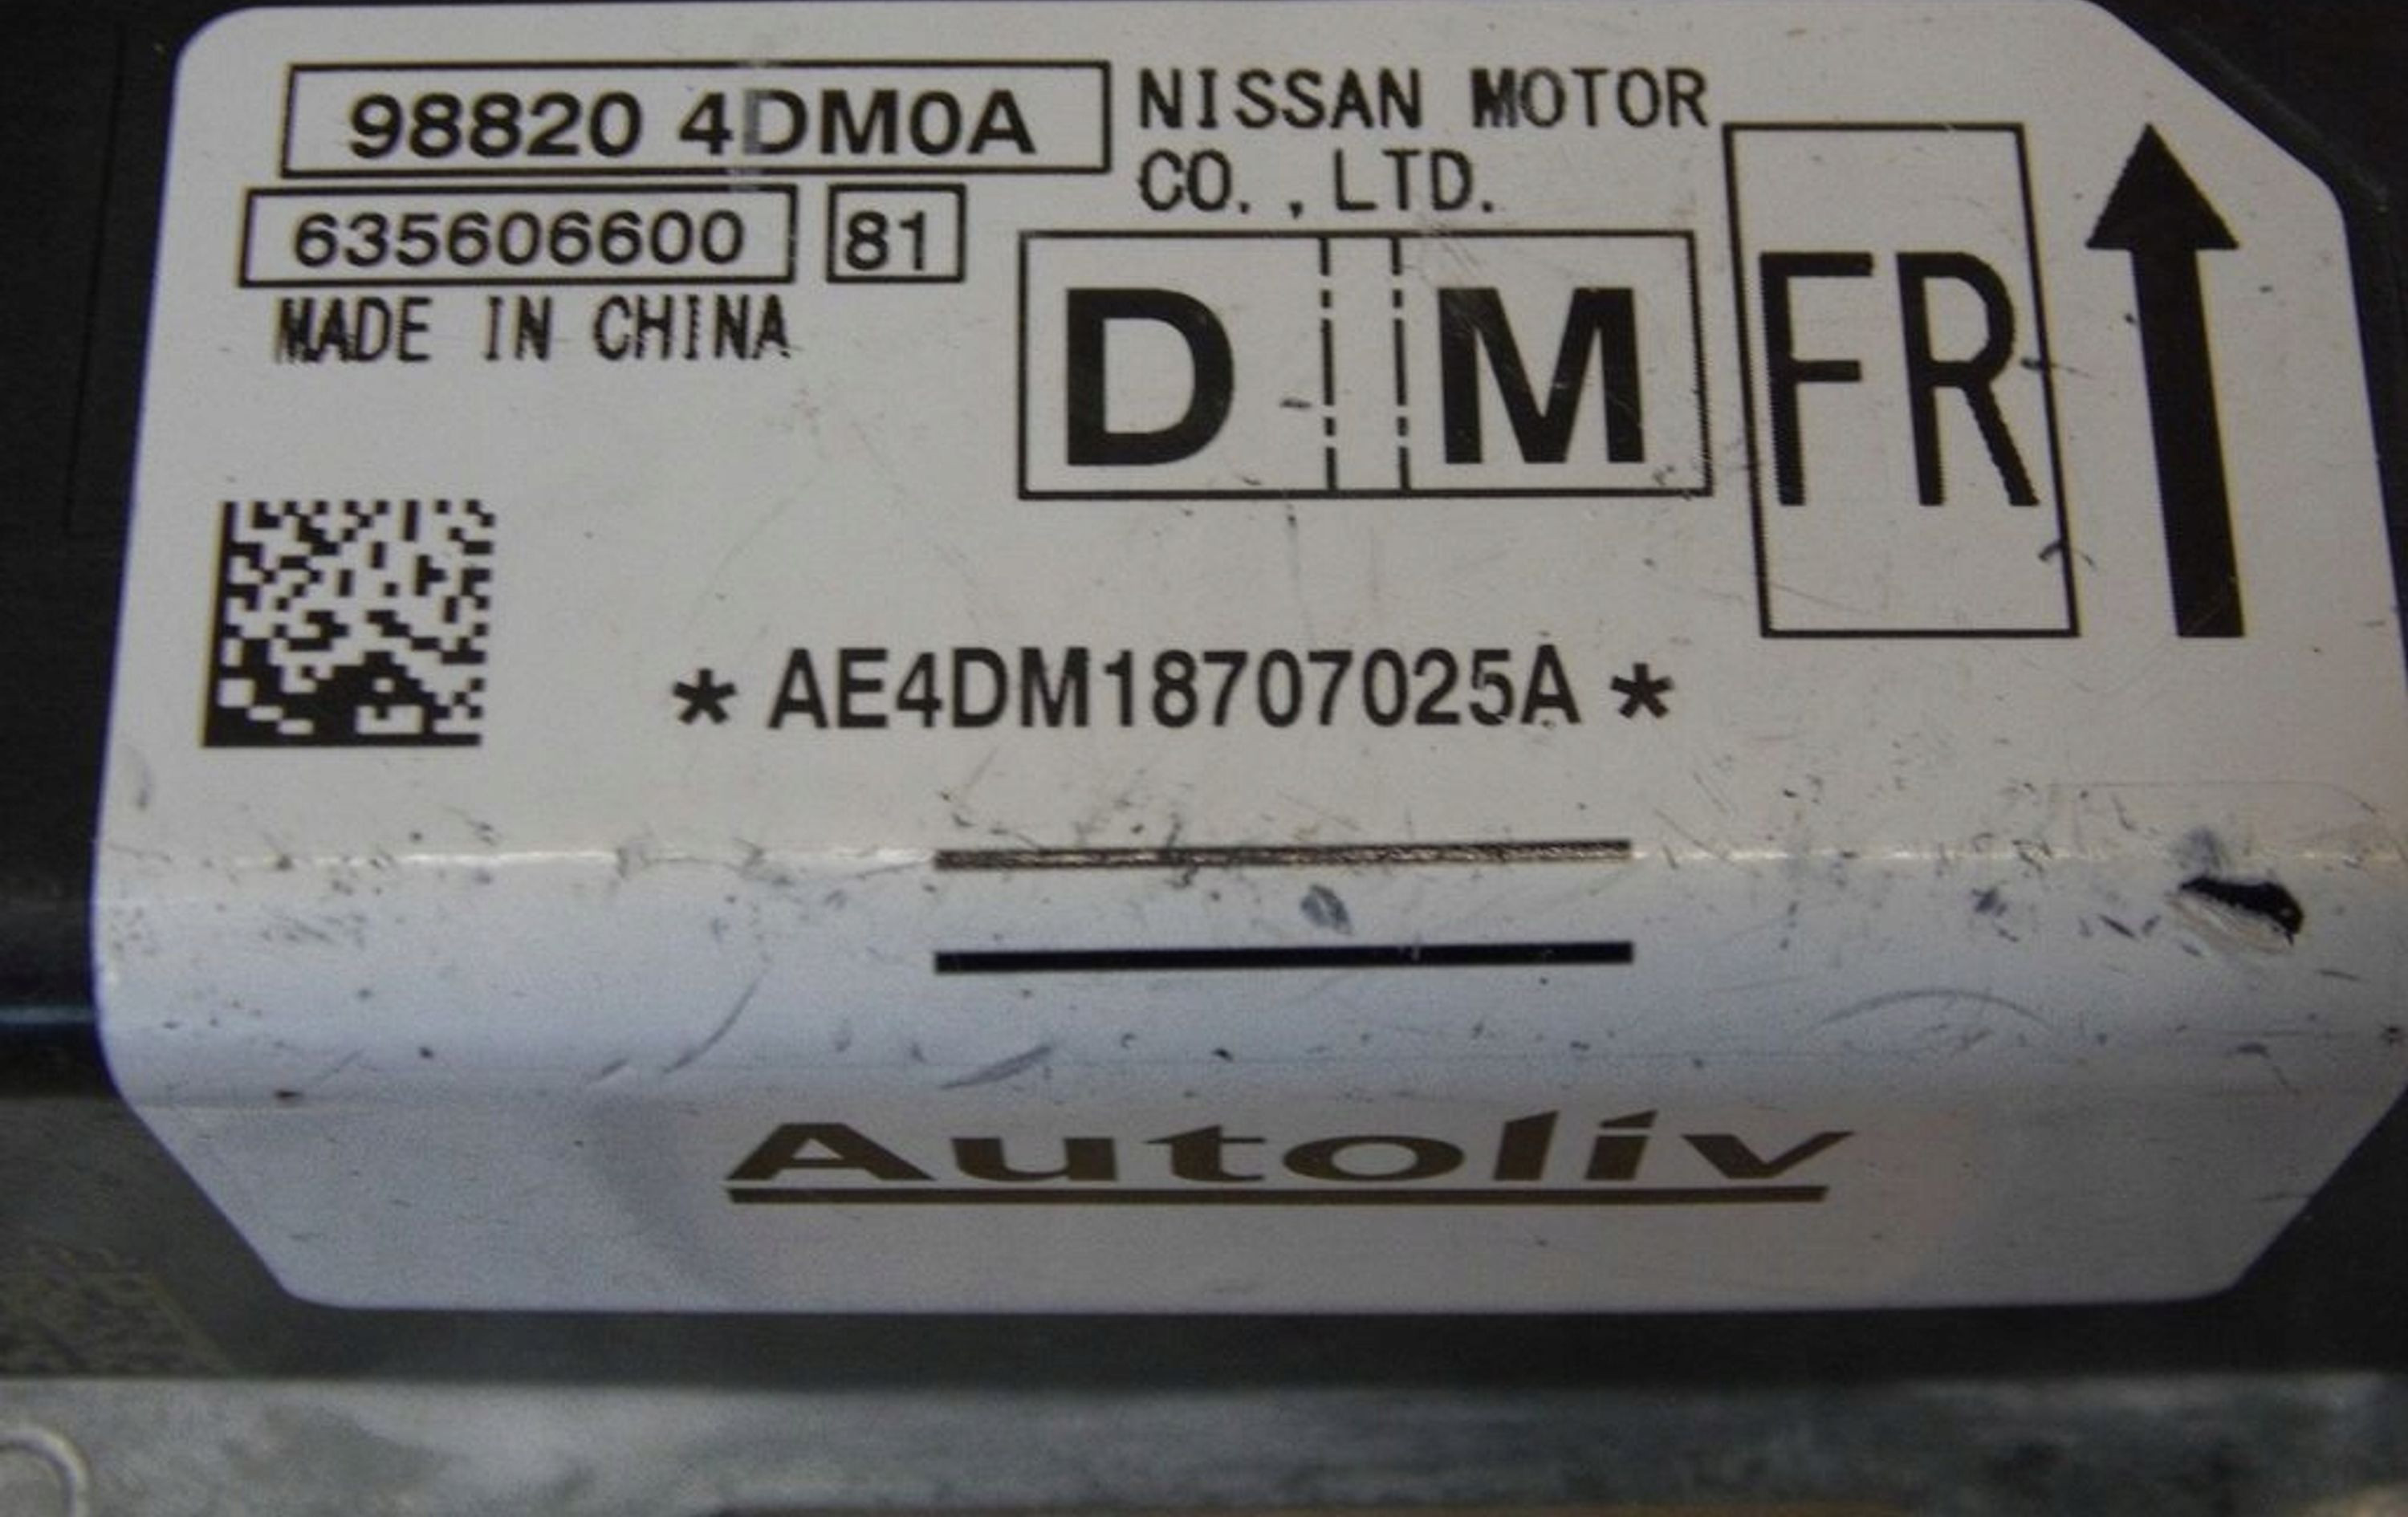 98820 4DM0A
NISSAN MOTOR
CO.,LTD.
635606600 81
MADE IN CHINA
D M
FR
* AE4DM18707025A *
Autoliv